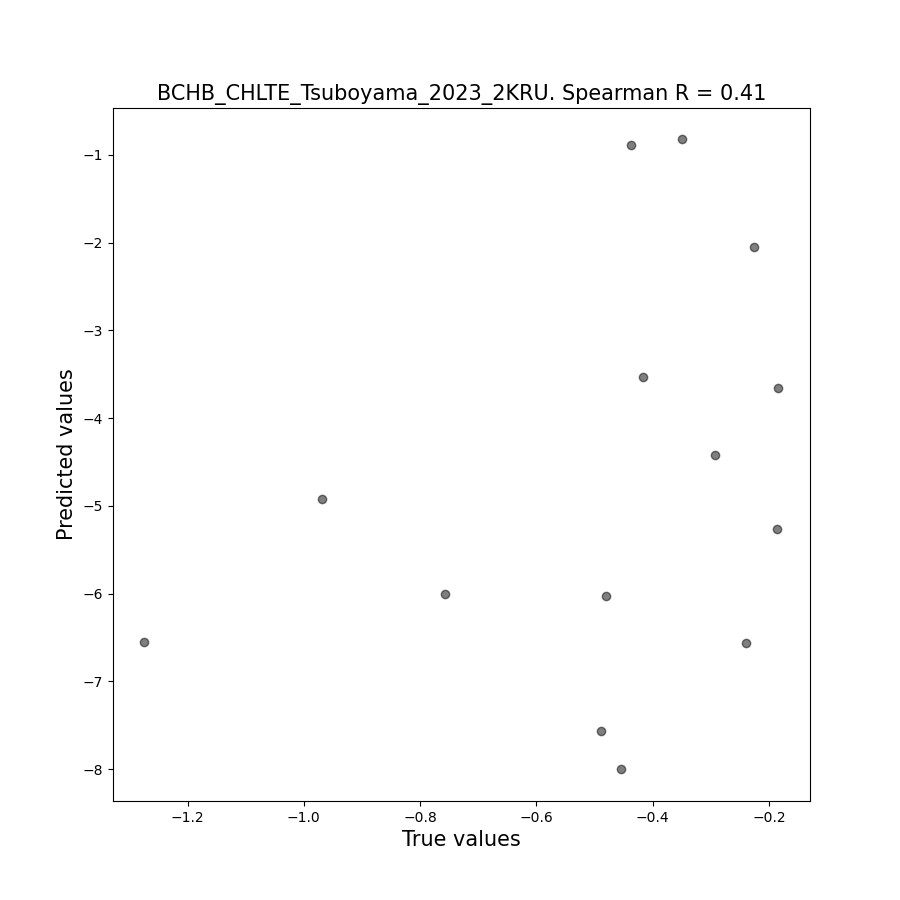 BCHB_CHLTE_Tsuboyama_2023_2KRU. Spearman R = 0.41
Predicted values
−1
−2
−3
−4
−5
−6
−7
−8
−1.2 −1.0 −0.8 −0.6 −0.4 −0.2
True values